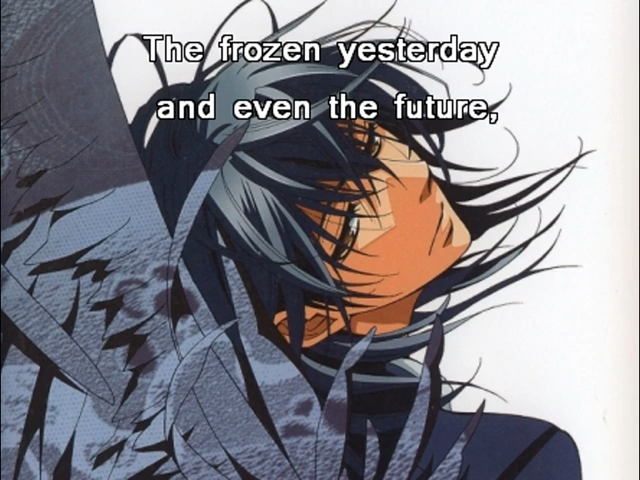 The frozen yesterday
and even the future,